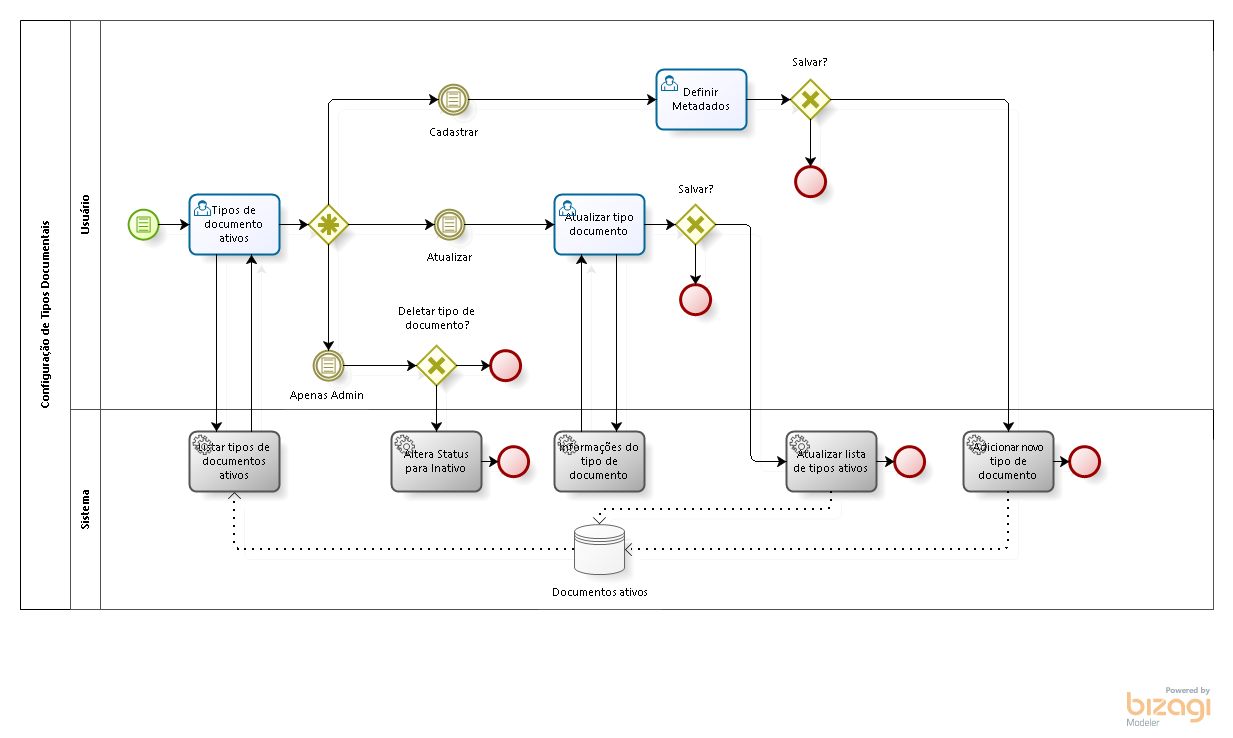 Configuração de Tipos Documentais
Usuário
Sistema
Salvar?
Definir
Metadados
Cadastrar
Salvar?
Tipos de
documento
ativos
Atualizar tipo
documento
Atualizar
Deletar tipo de
documento?
Apenas Admin
Listar tipos de
documentos
ativos
Altera Status
para Inativo
Informações do
tipo de
documento
Atualizar lista
de tipos ativos
Adicionar novo
tipo de
documento
Documentos ativos
Powered by
bizagi
Modeler